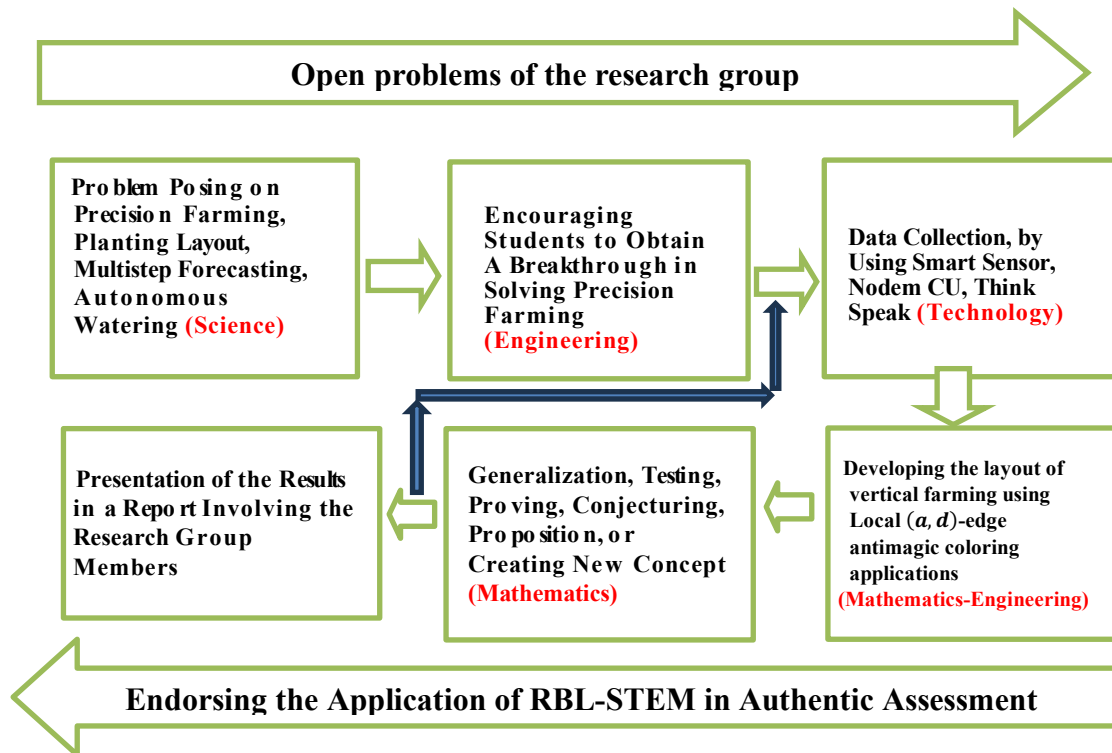 Open problems of the research group
Problem Posing on
Precision Farming,
Planting Layout,
Multistep Forecasting,
Autonomous
Watering (Science)
Encouraging
Students to Obtain
A Breakthrough in
Solving Precision
Farming
(Engineering)
Data Collection, by
Using Smart Sensor,
Nodem CU, Think
Speak (Technology)
Presentation of the Results
in a Report Involving the
Research Group
Members
Generalization, Testing,
Proving, Conjecturing,
Proposition, or
Creating New Concept
(Mathematics)
Developing the layout of
vertical farming using
Local (a, d)-edge
antimagic coloring
applications
(Mathematics-Engineering)
Endorsing the Application of RBL-STEM in Authentic Assessment